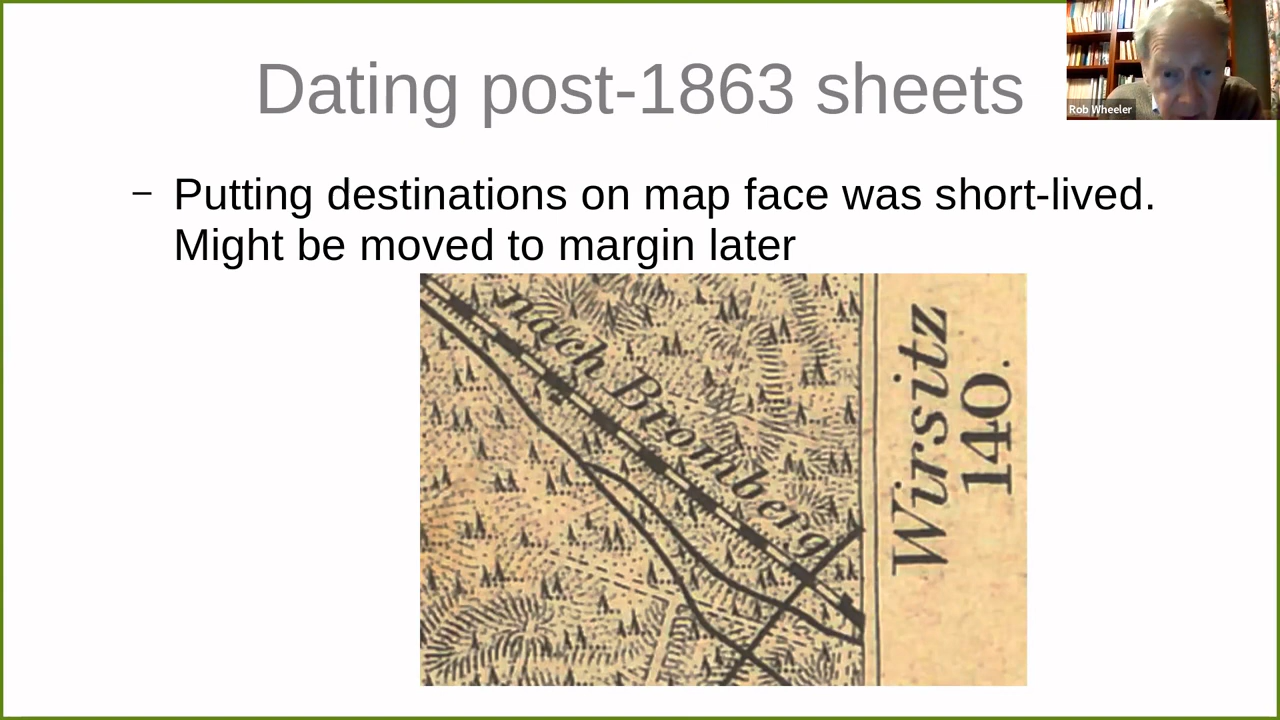 Dating post-1863 sheets
Rob Wheeler
– Putting destinations on map face was short-lived.
Might be moved to margin later
nach Bromberg
Wirsitz
140.